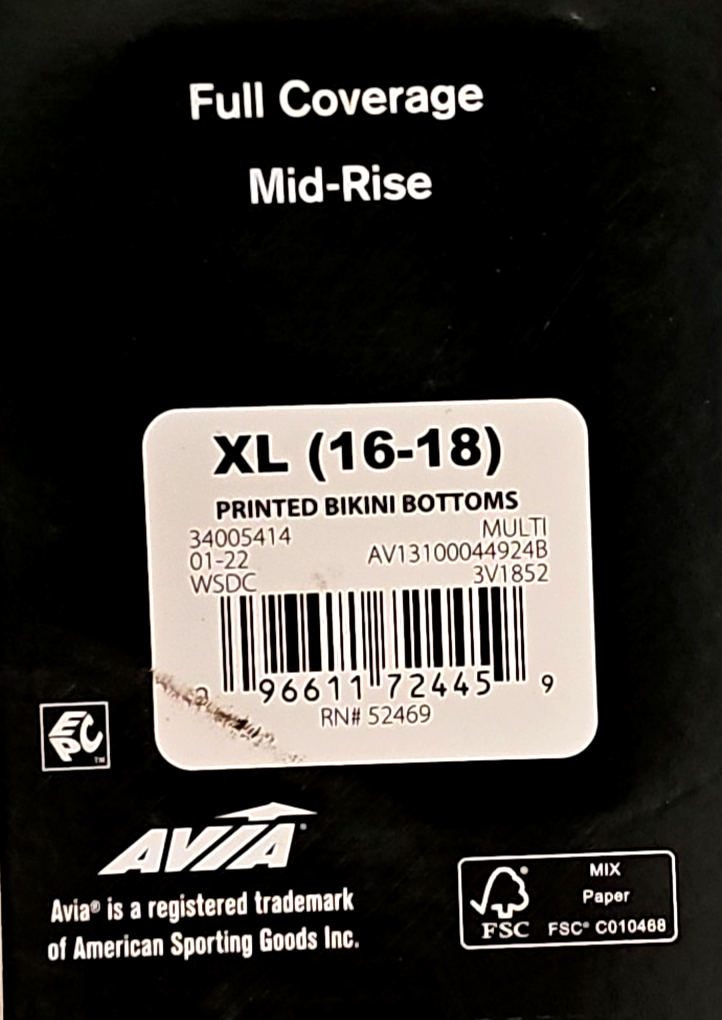 Full Coverage
Mid-Rise
XL (16-18)
PRINTED BIKINI BOTTOMS
34005414 MULTI
01-22 AV13100044924B
WSDC 3V1852
96611 72445 9
RN# 52469
EPC
TM
AVIA
Avia® is a registered trademark
of American Sporting Goods Inc.
MIX
Paper
FSC FSC® C010468